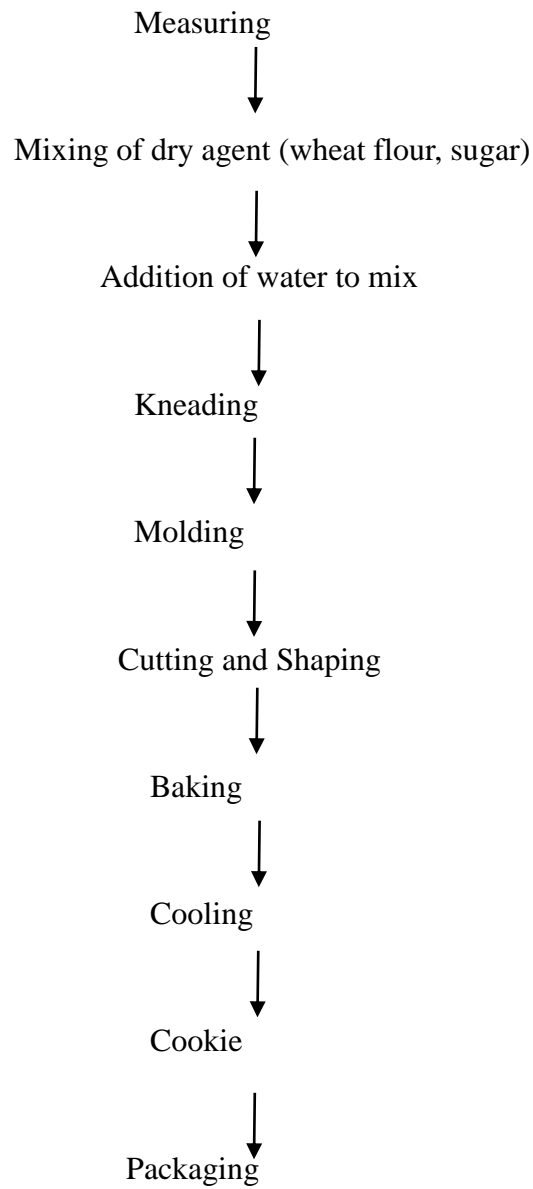 Measuring
Mixing of dry agent (wheat flour, sugar)
Addition of water to mix
Kneading
Molding
Cutting and Shaping
Baking
Cooling
Cookie
Packaging